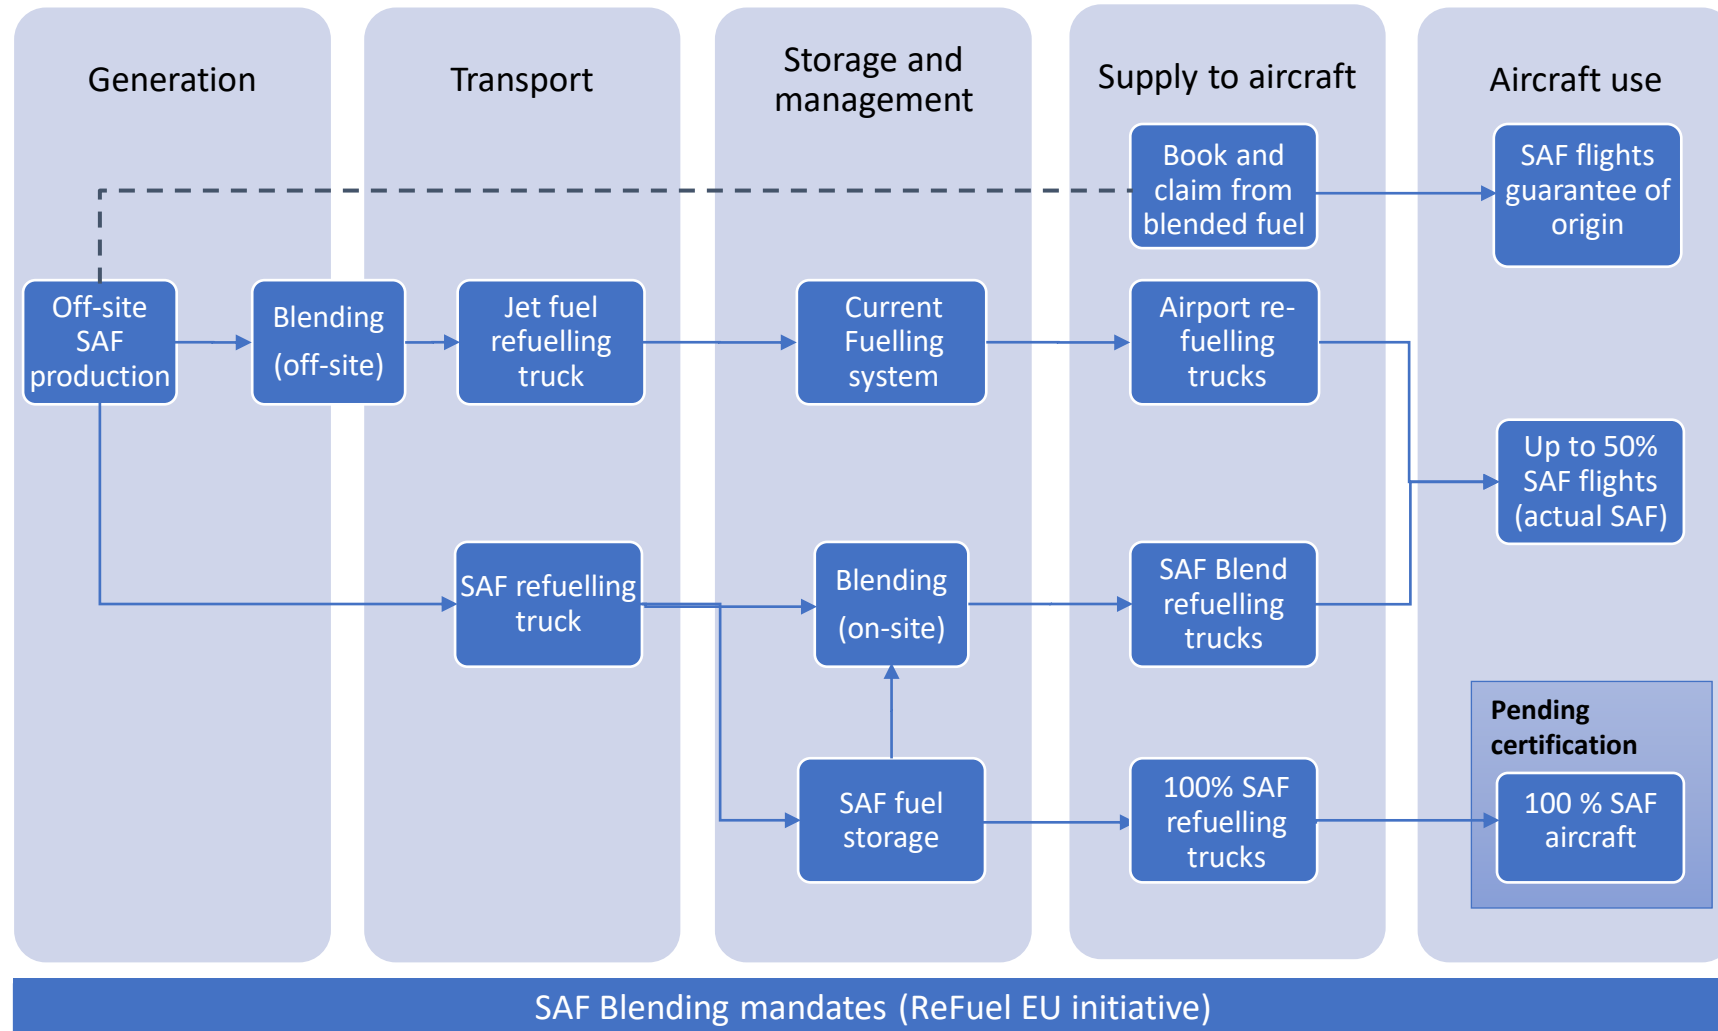 Generation
Transport
Storage and
management
Supply to aircraft
Aircraft use
Book and
claim from
blended fuel
SAF flights
guarantee of
origin
Off-site
SAF
production
Blending
(off-site)
Jet fuel
refuelling
truck
Current
Fuelling
system
Airport re-
fuelling
trucks
Up to 50%
SAF flights
(actual SAF)
SAF refuelling
truck
Blending
(on-site)
SAF Blend
refuelling
trucks
Pending
certification
SAF fuel
storage
100% SAF
refuelling
trucks
100 % SAF
aircraft
SAF Blending mandates (ReFuel EU initiative)